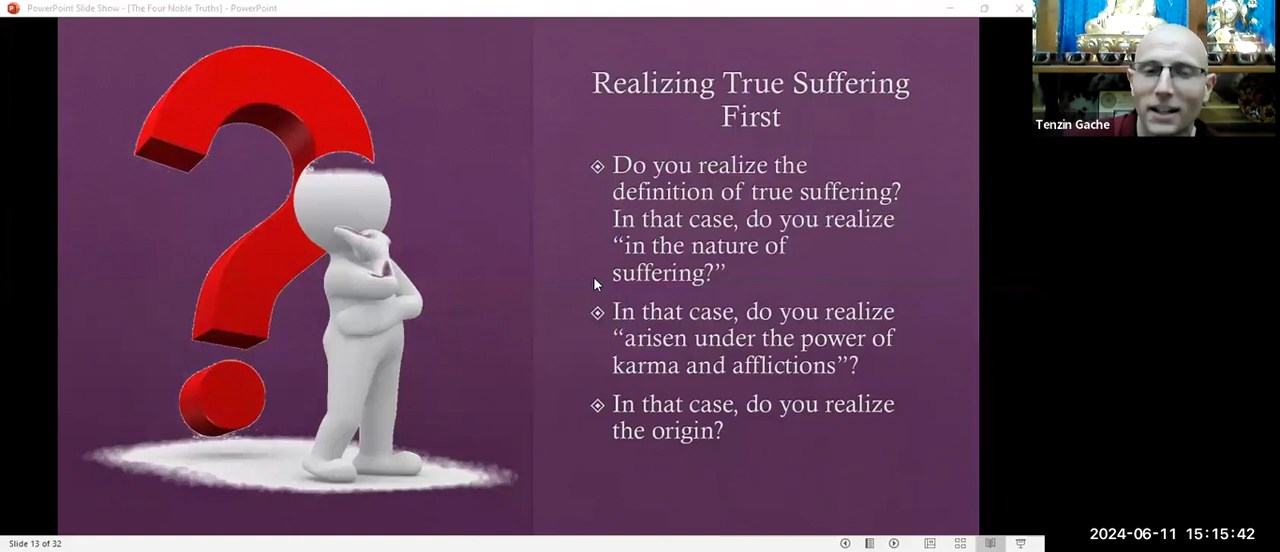 PowerPoint Slide Show - [The Four Noble Truths] - PowerPoint
Realizing True Suffering
First
Do you realize the
definition of true suffering?
In that case, do you realize
“in the nature of
suffering?”
In that case, do you realize
“arisen under the power of
karma and afflictions”?
In that case, do you realize
the origin?
Tenzin Gache
Slide 13 of 32
2024-06-11 15:15:42